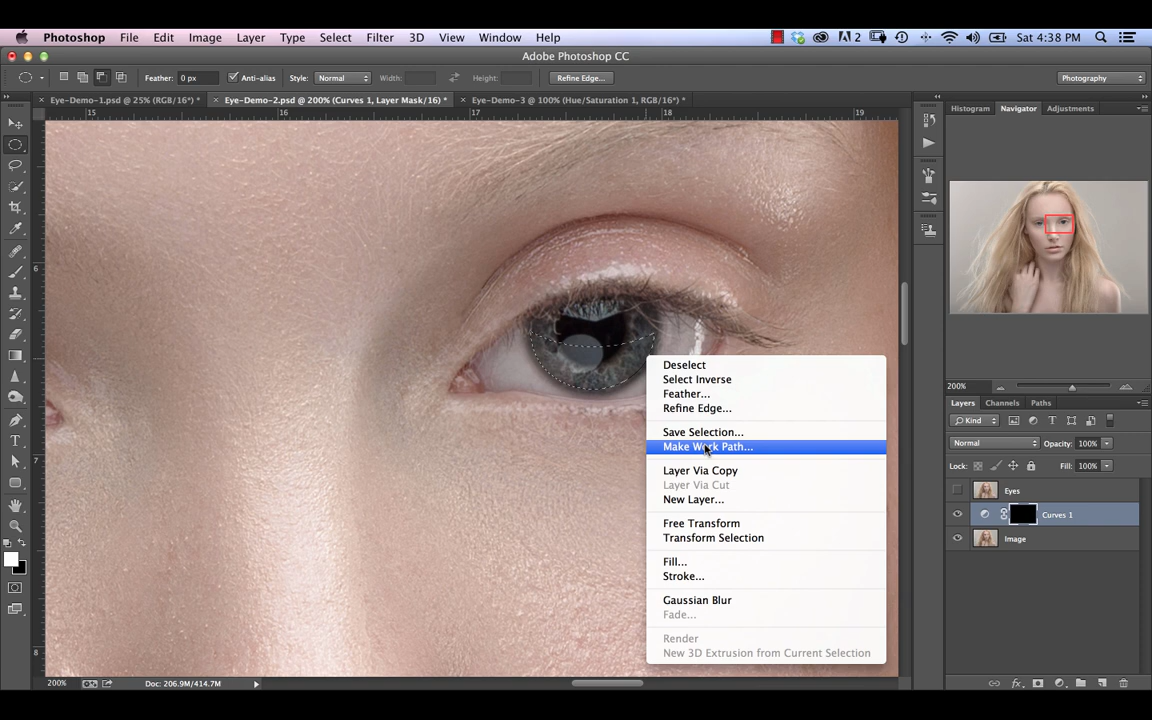 Photoshop File Edit Image Layer Type Select Filter 3D View Window Help 2 Sat 4:38 PM
Adobe Photoshop CC
Feather: 0 px Anti-alias Style: Normal Width: Height: Refine Edge... Photography
Eye-Demo-1.psd @ 25% (RGB/16*) * Eye-Demo-2.psd @ 200% (Curves 1, Layer Mask/16) * Eye-Demo-3 @ 100% (Hue/Saturation 1, RGB/16*) *
Histogram Navigator Adjustments
15 16 17 18 19
6
7
8
Deselect
Select Inverse
Feather...
Refine Edge...
Save Selection...
Make Work Path...
Layer Via Copy
Layer Via Cut
New Layer...
Free Transform
Transform Selection
Fill...
Stroke...
Gaussian Blur
Fade...
Render
New 3D Extrusion from Current Selection
200%
Layers Channels Paths
Kind
Normal Opacity: 100%
Lock: Fill: 100%
Eyes
Curves 1
Image
200% Doc: 206.9M/414.7M